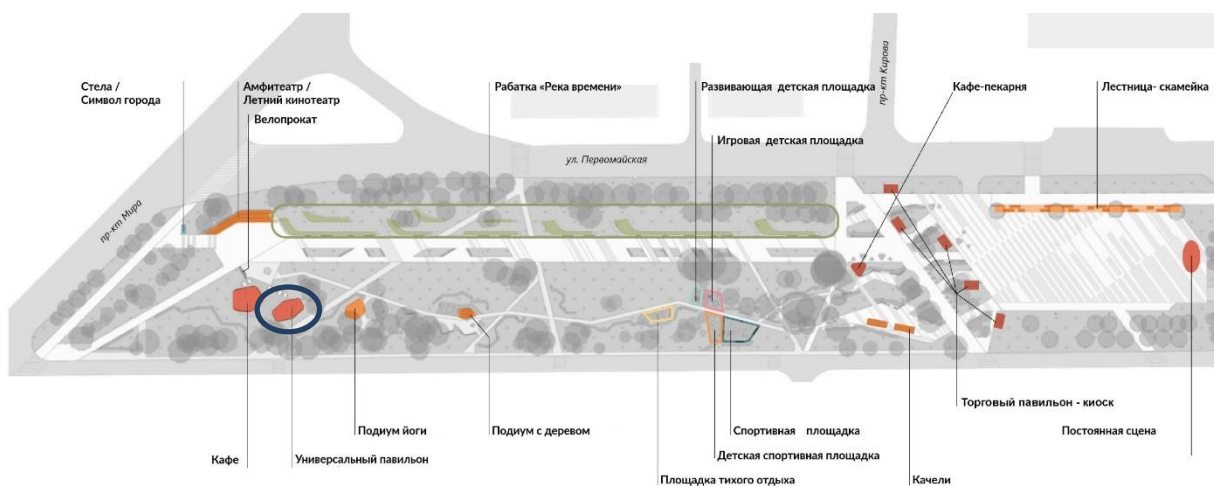 Стела /
Символ города
Амфитеатр /
Летний кинотеатр
Велопрокат
Рабатка «Река времени»
Развивающая детская площадка
Игровая детская площадка
пр-кт Кирова
Кафе-пекарня
Лестница- скамейка
ул. Первомайская
пр-кт Мира
Кафе
Универсальный павильон
Подиум йоги
Подиум с деревом
Площадка тихого отдыха
Спортивная площадка
Детская спортивная площадка
Качели
Торговый павильон - киоск
Постоянная сцена